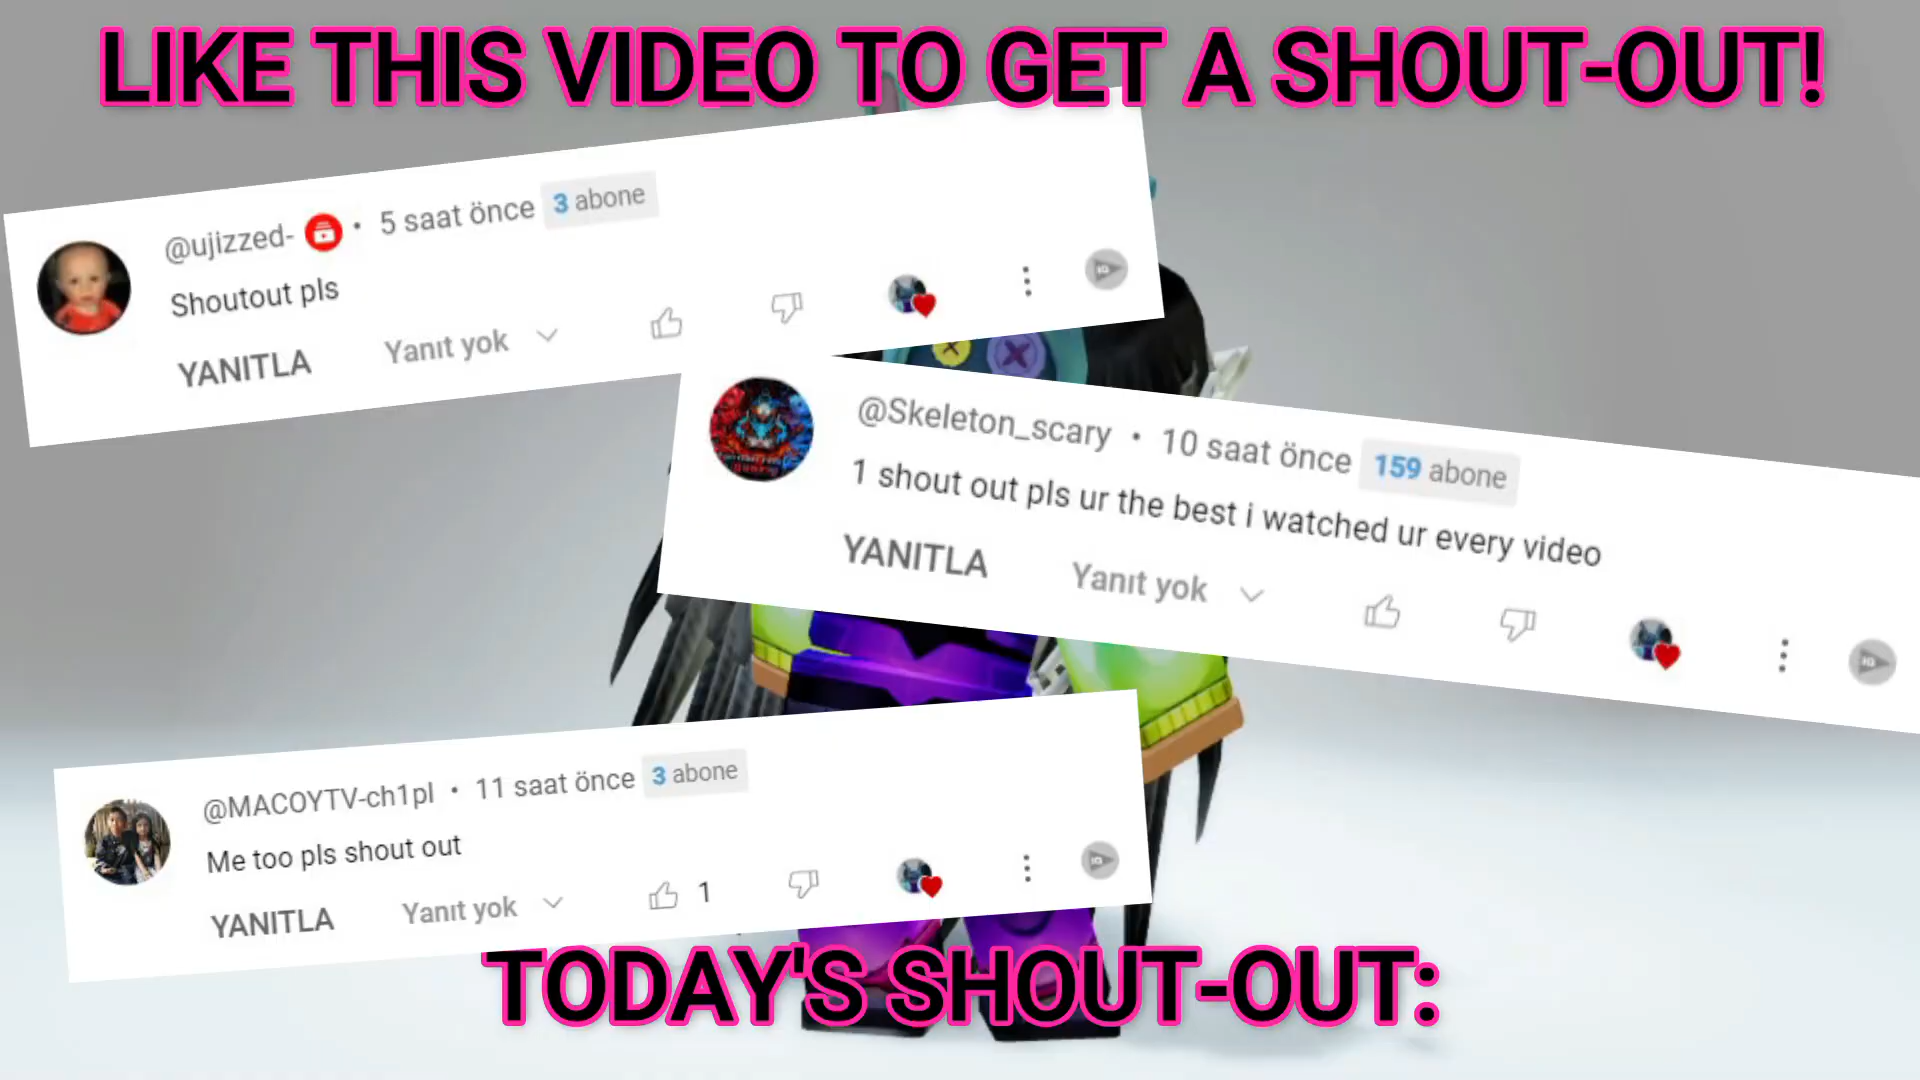 LIKE THIS VIDEO TO GET A SHOUT-OUT!
@ujizzed- • 5 saat önce 3 abone
Shoutout pls
YANITLA Yanıt yok
@Skeleton_scary • 10 saat önce 159 abone
1 shout out pls ur the best i watched ur every video
YANITLA Yanıt yok
@MACOYTV-ch1pl • 11 saat önce 3 abone
Me too pls shout out
YANITLA Yanıt yok 1
TODAY'S SHOUT-OUT: